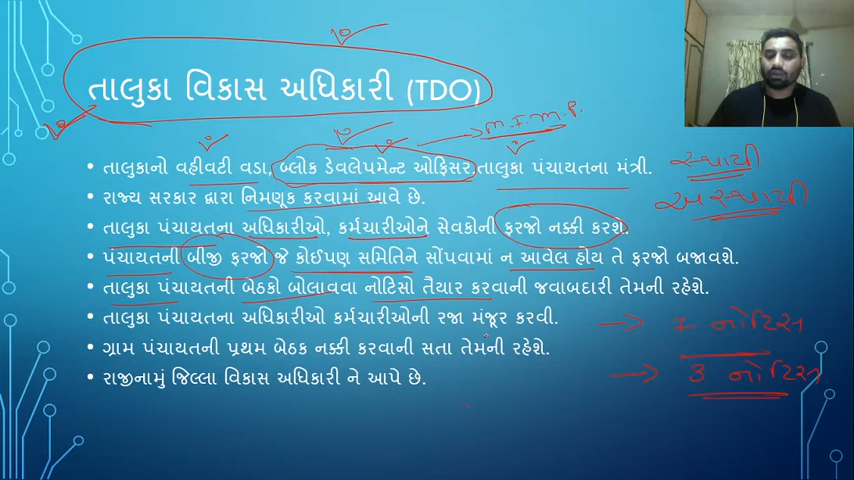 તાલુકા વિકાસ અધિકારી (TDO)
M.I.M.P.
તાલુકાનો વહીવટી વડા, બ્લોક ડેવલેપમેન્ટ ઓફિસર.તાલુકા પંચાયતના મંત્રી.
સ્થાયી
રાજ્ય સરકાર દ્વારા નિમણૂક કરવામાં આવે છે.
અસ્થાયી
તાલુકા પંચાયતના અધિકારીઓ, કર્મચારીઓને સેવકોની ફરજો નક્કી કરશે.
પંચાયતની બીજી ફરજો જે કોઈપણ સમિતિને સોંપવામાં ન આવેલ હોય તે ફરજો બજાવશે.
તાલુકા પંચાયતની બેઠકો બોલાવવા નોટિસો તૈયાર કરવાની જવાબદારી તેમની રહેશે.
તાલુકા પંચાયતના અધિકારીઓ કર્મચારીઓની રજા મંજૂર કરવી.
7 નોટિસ
ગ્રામ પંચાયતની પ્રથમ બેઠક નક્કી કરવાની સતા તેમની રહેશે.
3 નોટિસ
રાજીનામું જિલ્લા વિકાસ અધિકારી ને આપે છે.